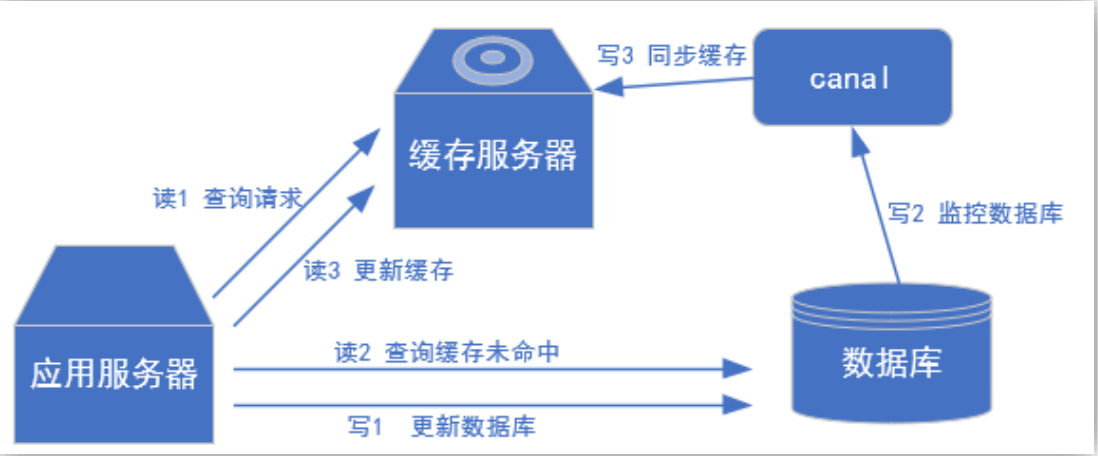 写3 同步缓存
canal
缓存服务器
读1 查询请求
写2 监控数据库
读3 更新缓存
读2 查询缓存未命中
应用服务器
数据库
写1 更新数据库